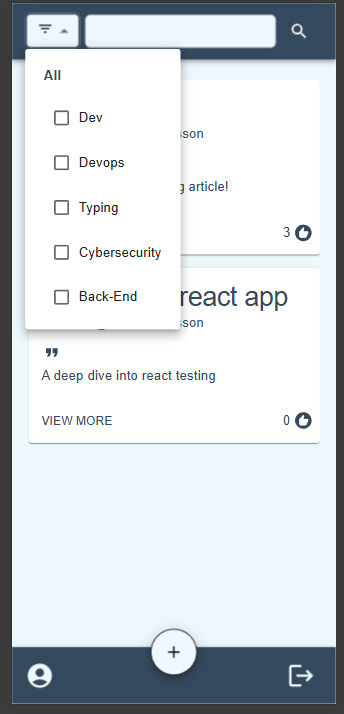 All
Dev
sson
Devops
g article!
Typing
3
Cybersecurity
Back-End
react app
sson
A deep dive into react testing
VIEW MORE
0